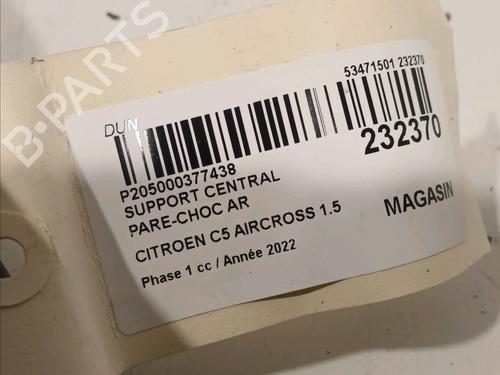 B-PARTS
DUN
53471501 232370
232370
P205000377438
SUPPORT CENTRAL
PARE-CHOC AR
CITROEN C5 AIRCROSS 1.5
MAGASIN
Phase 1 cc / Année 2022